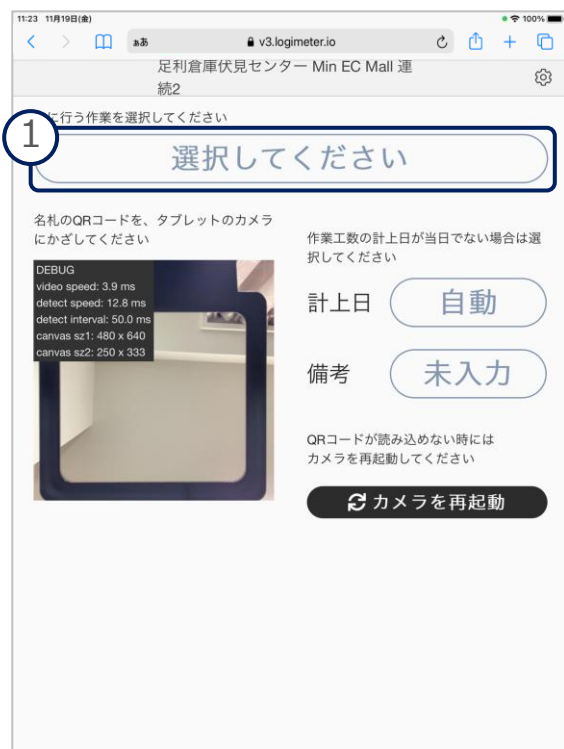 11:23 11月19日(金)
100%
ぁあ
v3.logimeter.io
足利倉庫伏見センター Min EC Mall 連
続2
に行う作業を選択してください
1
選択してください
名札のQRコードを、タブレットのカメラ
にかざしてください
DEBUG
video speed: 3.9 ms
detect speed: 12.8 ms
detect interval: 50.0 ms
canvas sz1: 480 x 640
canvas sz2: 250 x 333
作業工数の計上日が当日でない場合は選
択してください
計上日
自動
備考
未入力
QRコードが読み込めない時には
カメラを再起動してください
カメラを再起動